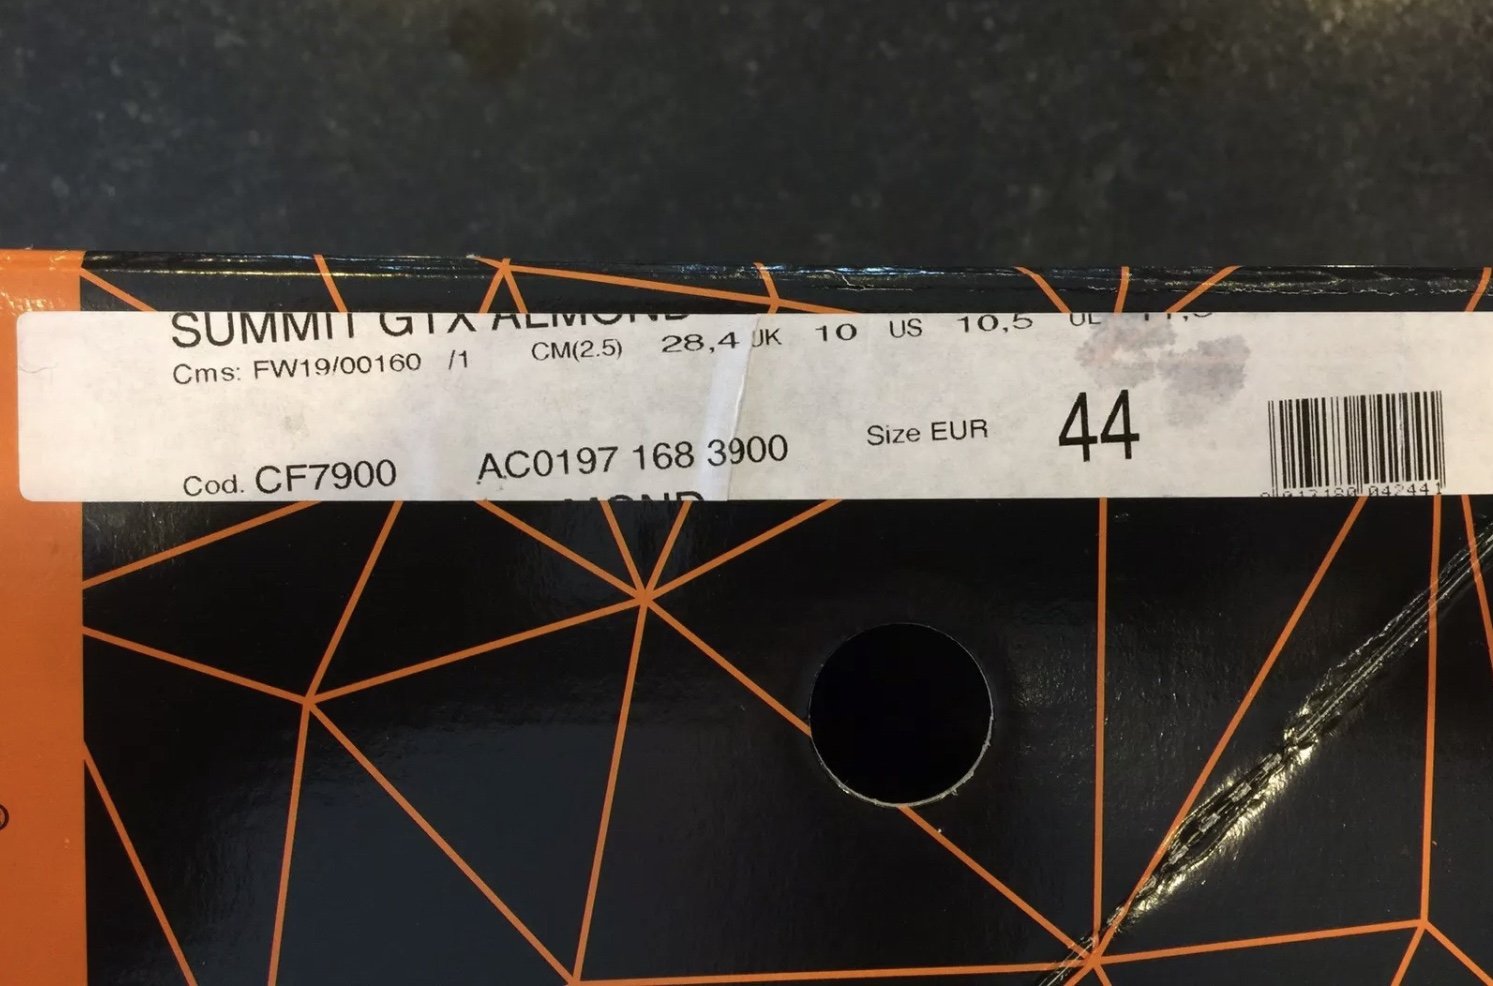 SUMMIT GTX ALMOND
CM(2.5) 28,4 UK 10 US 10,5
Cms: FW19/00160 /1
Size EUR 44
Cod. CF7900 AC0197 168 3900